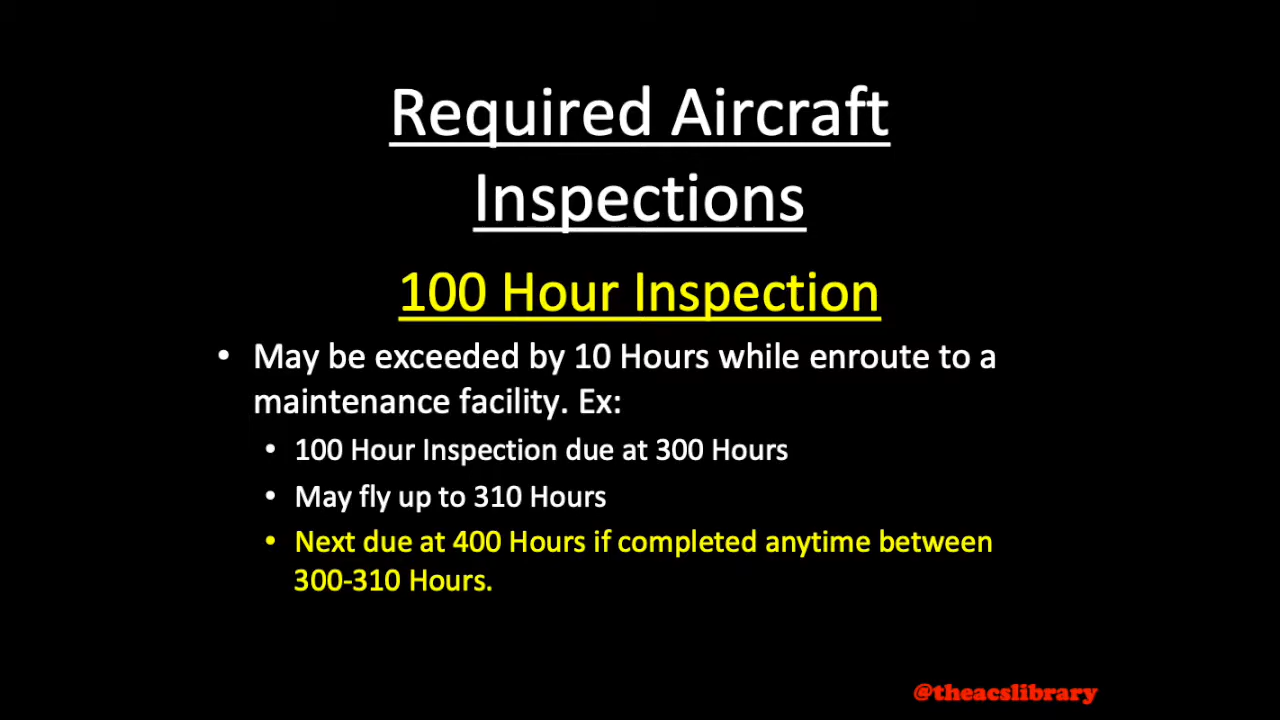 Required Aircraft
Inspections
100 Hour Inspection
• May be exceeded by 10 Hours while enroute to a
maintenance facility. Ex:
• 100 Hour Inspection due at 300 Hours
• May fly up to 310 Hours
• Next due at 400 Hours if completed anytime between
300-310 Hours.
@theacslibrary